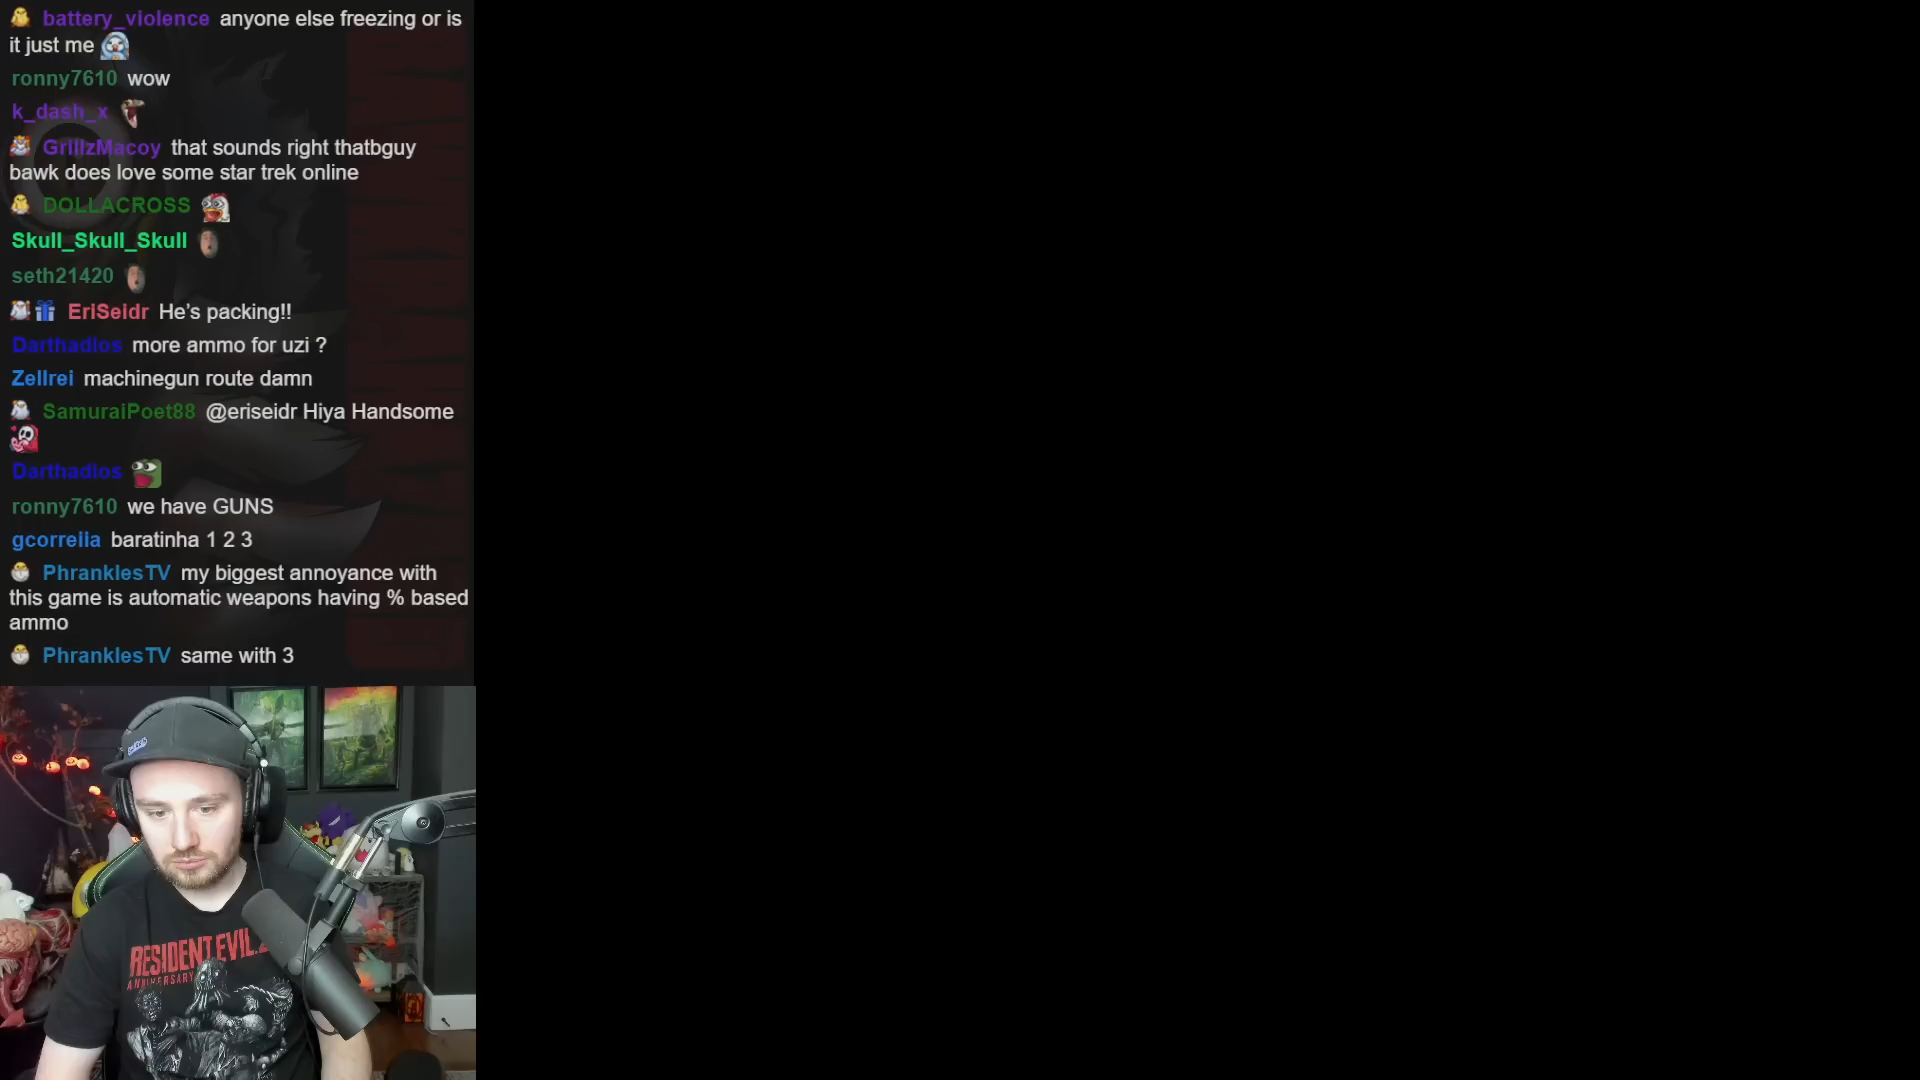 battery_violence anyone else freezing or is
it just me
ronny7610 wow
k_dash_x
GrillzMacoy that sounds right thatbguy
bawk does love some star trek online
DOLLACROSS
Skull_Skull_Skull
seth21420
EriSeidr He's packing!!
Darthadios more ammo for uzi ?
Zellrei machinegun route damn
SamuraiPoet88 @eriseidr Hiya Handsome
Darthadios
ronny7610 we have GUNS
gcorreiia baratinha 1 2 3
PhranklesTV my biggest annoyance with
this game is automatic weapons having % based
ammo
PhranklesTV same with 3
RESIDENT EVIL
ANNIVERSARY